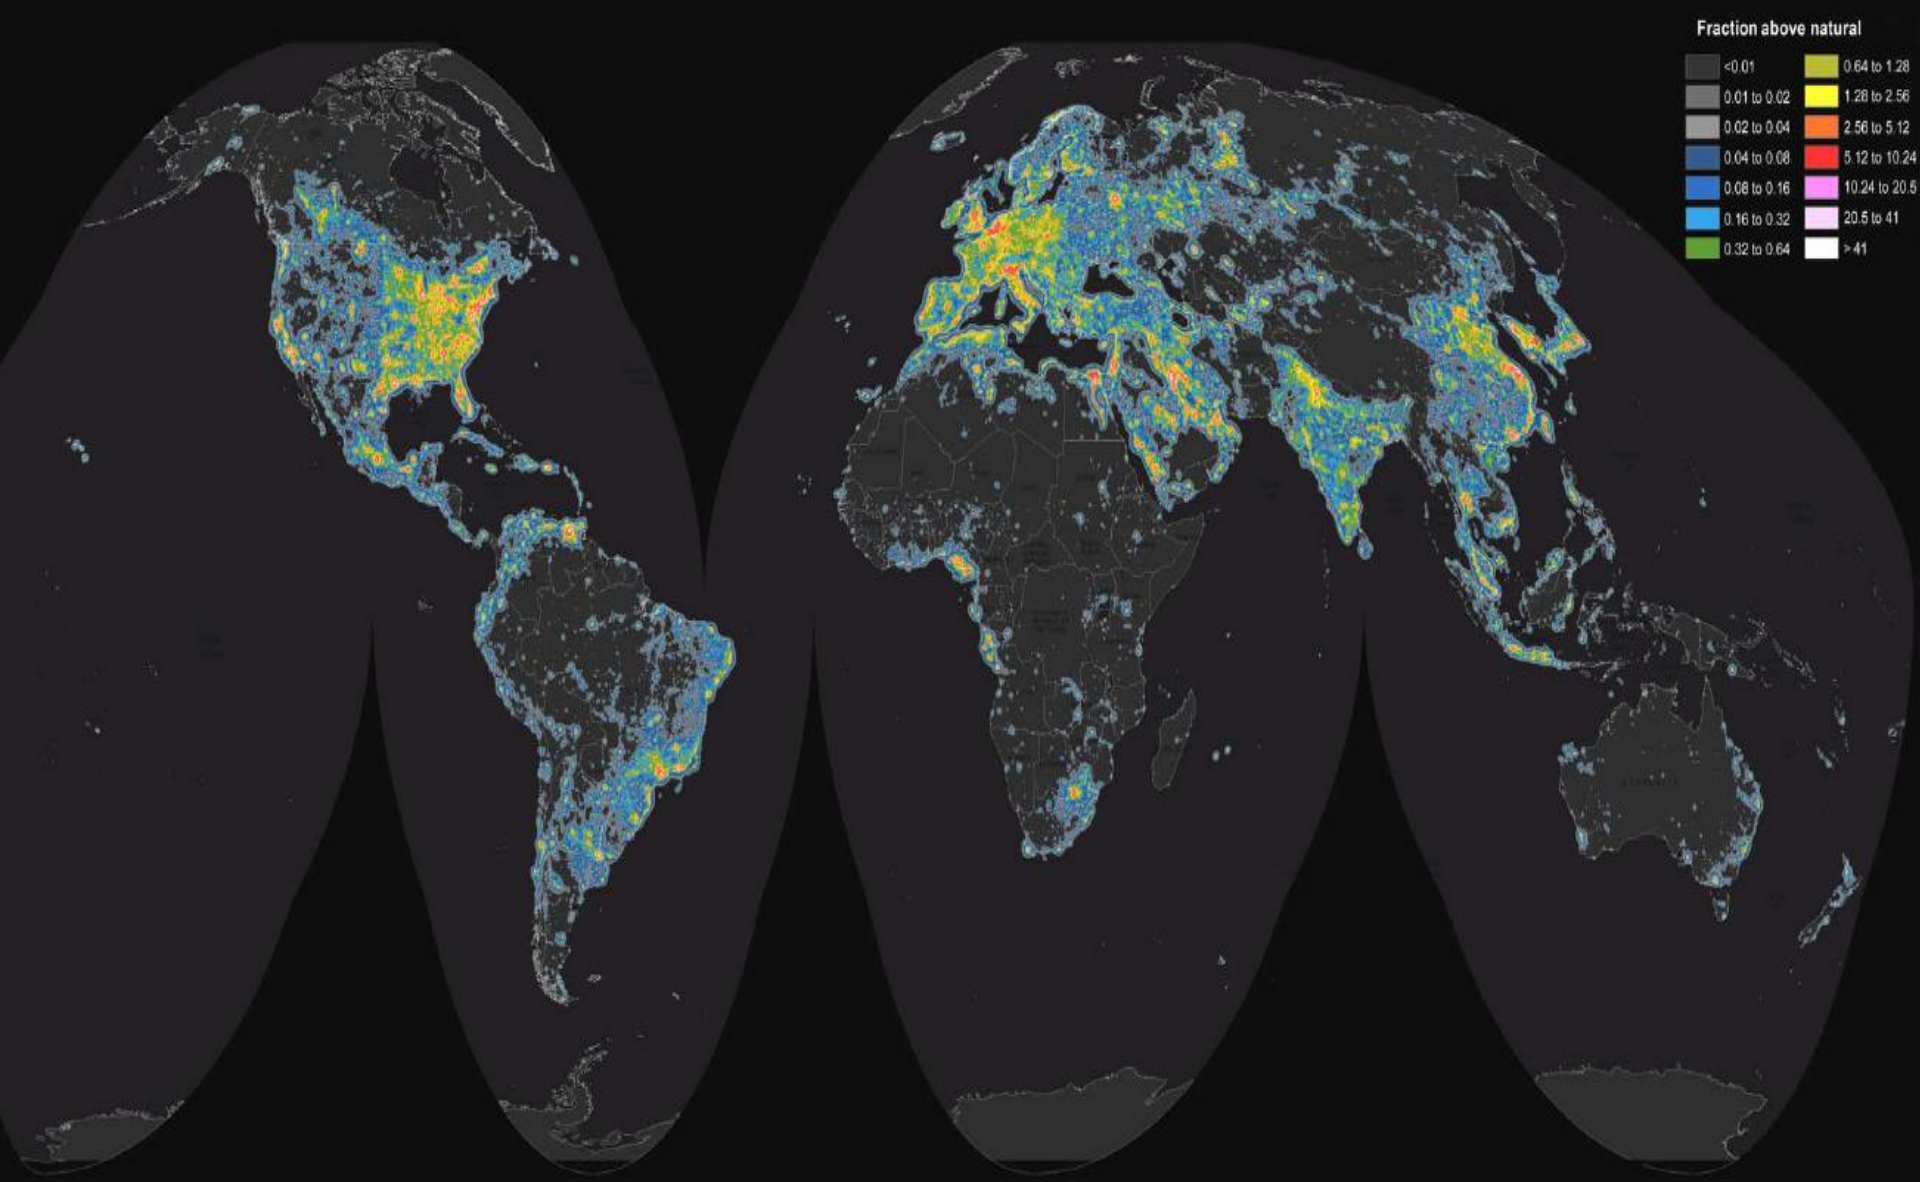 Fraction above natural
<0.01
0.01 to 0.02
0.02 to 0.04
0.04 to 0.08
0.08 to 0.16
0.16 to 0.32
0.32 to 0.64
0.64 to 1.28
1.28 to 2.56
2.56 to 5.12
5.12 to 10.24
10.24 to 20.5
20.5 to 41
>41